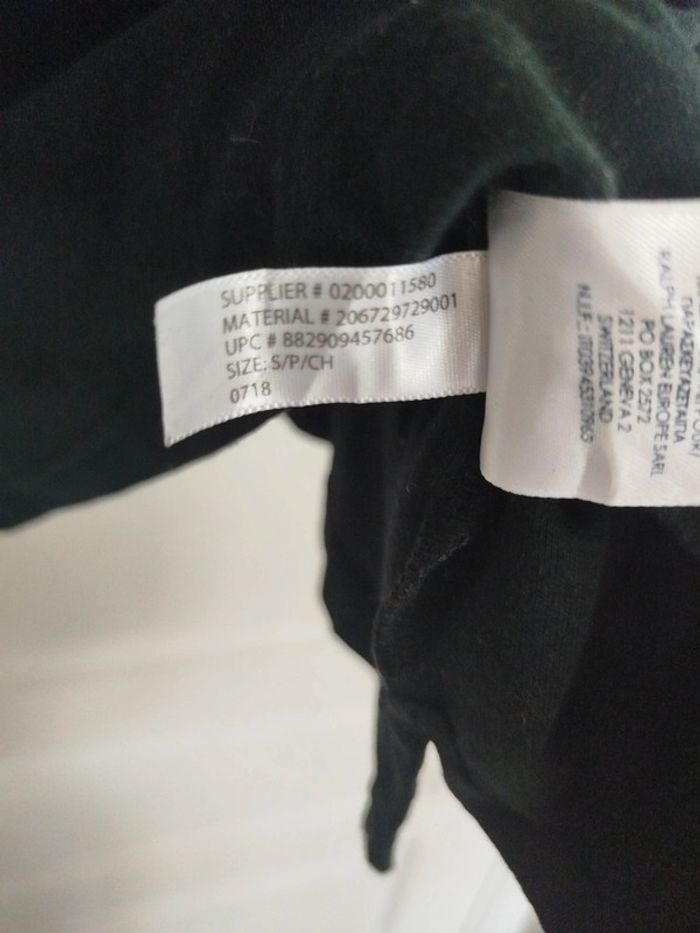 SUPPLIER # 0200011580
MATERIAL # 206729729001
UPC # 882909457686
SIZE: S/P/CH
0718
RALPH LAUREN EUROPE SARL
PO BOX 2572
1211 GENEVA 2
SWITZERLAND
N.I.F.: